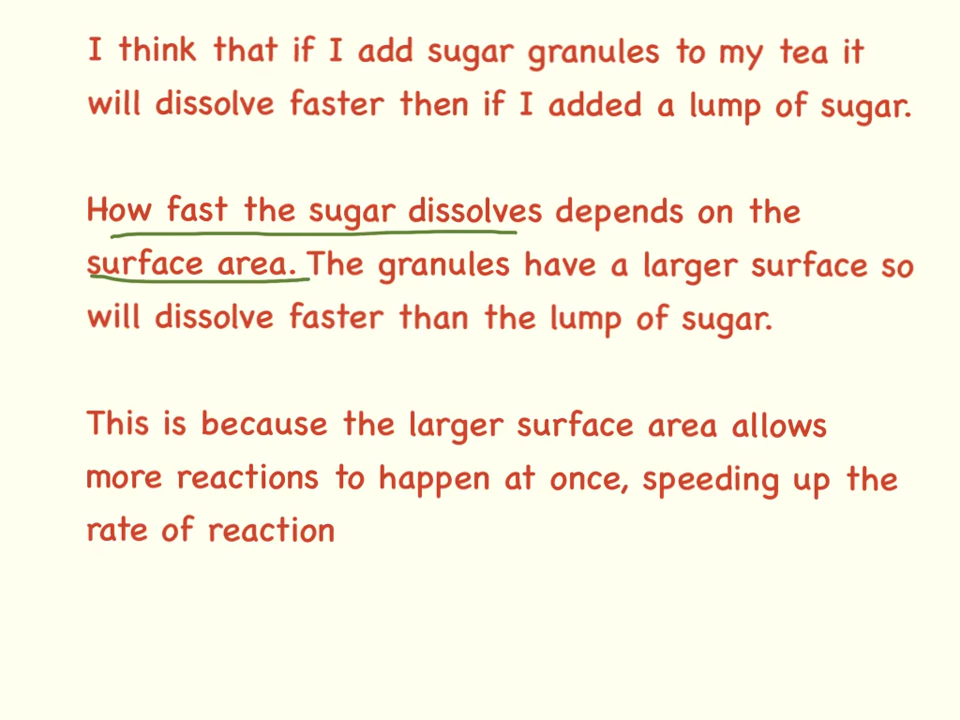 I think that if I add sugar granules to my tea it
will dissolve faster then if I added a lump of sugar.
How fast the sugar dissolves depends on the
surface area. The granules have a larger surface so
will dissolve faster than the lump of sugar.
This is because the larger surface area allows
more reactions to happen at once, speeding up the
rate of reaction